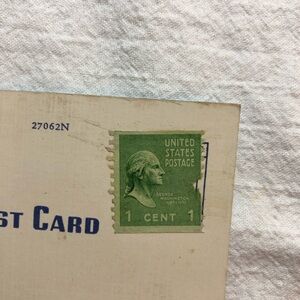 27062N
UNITED
STATES
POSTAGE
GEORGE
WASHINGTON
1 CENT 1
ST CARD